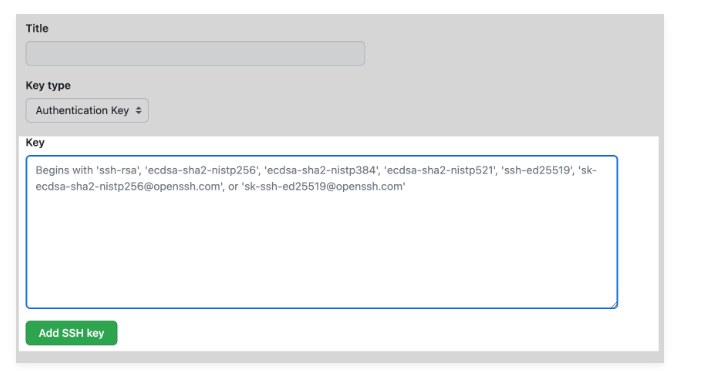 Title
Key type
Authentication Key
Key
Begins with 'ssh-rsa', 'ecdsa-sha2-nistp256', 'ecdsa-sha2-nistp384', 'ecdsa-sha2-nistp521', 'ssh-ed25519', 'sk-
ecdsa-sha2-nistp256@openssh.com', or 'sk-ssh-ed25519@openssh.com'
Add SSH key